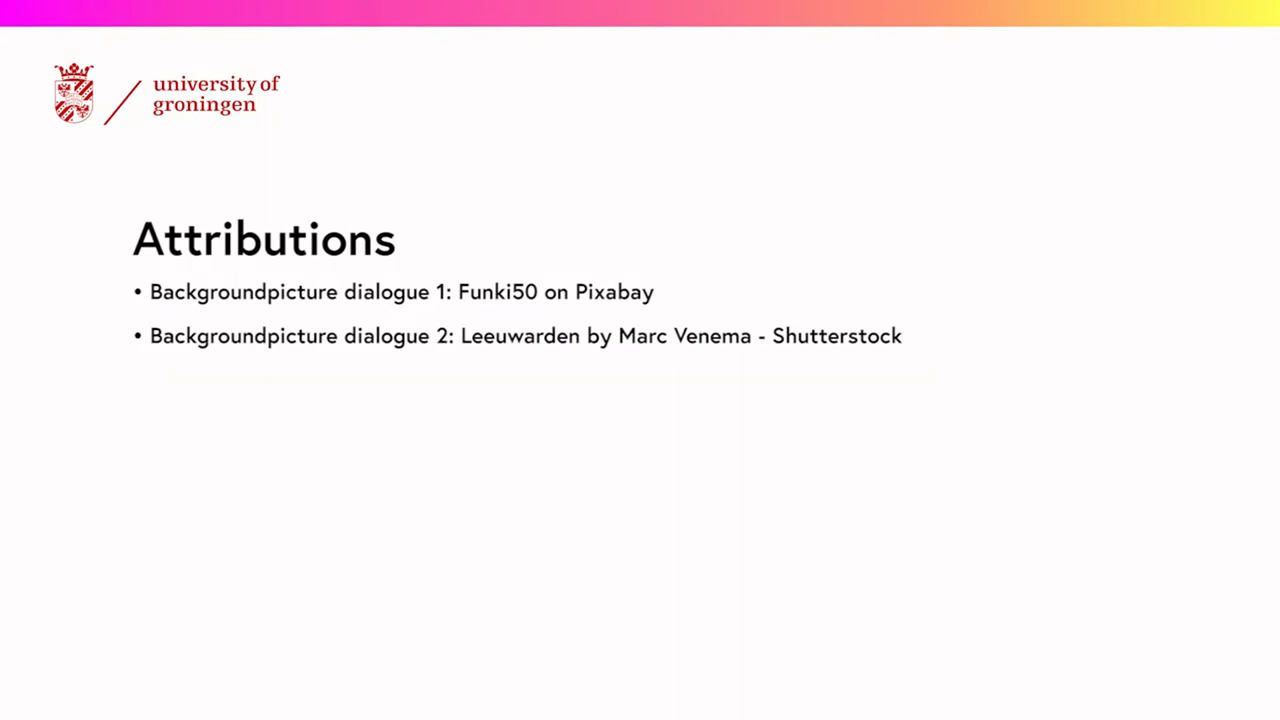 university of
groningen
Attributions
• Backgroundpicture dialogue 1: Funki50 on Pixabay
• Backgroundpicture dialogue 2: Leeuwarden by Marc Venema - Shutterstock